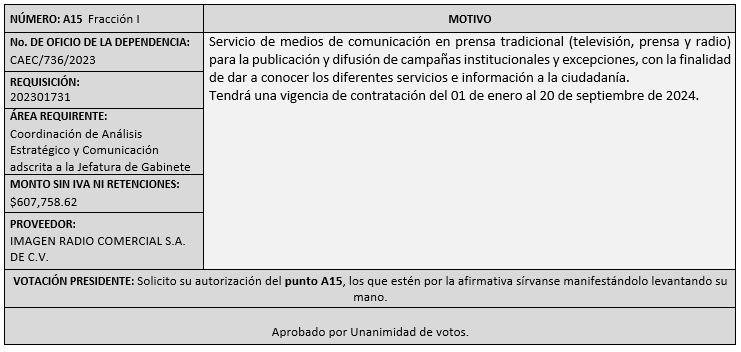 NÚMERO: A15 Fracción I
MOTIVO
No. DE OFICIO DE LA DEPENDENCIA:
CAEC/736/2023
REQUISICIÓN:
202301731
ÁREA REQUIRENTE:
Coordinación de Análisis
Estratégico y Comunicación
adscrita a la Jefatura de Gabinete
MONTO SIN IVA NI RETENCIONES:
$607,758.62
PROVEEDOR:
IMAGEN RADIO COMERCIAL S.A.
DE C.V.
Servicio de medios de comunicación en prensa tradicional (televisión, prensa y radio)
para la publicación y difusión de campañas institucionales y excepciones, con la finalidad
de dar a conocer los diferentes servicios e información a la ciudadanía.
Tendrá una vigencia de contratación del 01 de enero al 20 de septiembre de 2024.
VOTACIÓN PRESIDENTE: Solicito su autorización del punto A15, los que estén por la afirmativa sírvanse manifestándolo levantando su
mano.
Aprobado por Unanimidad de votos.